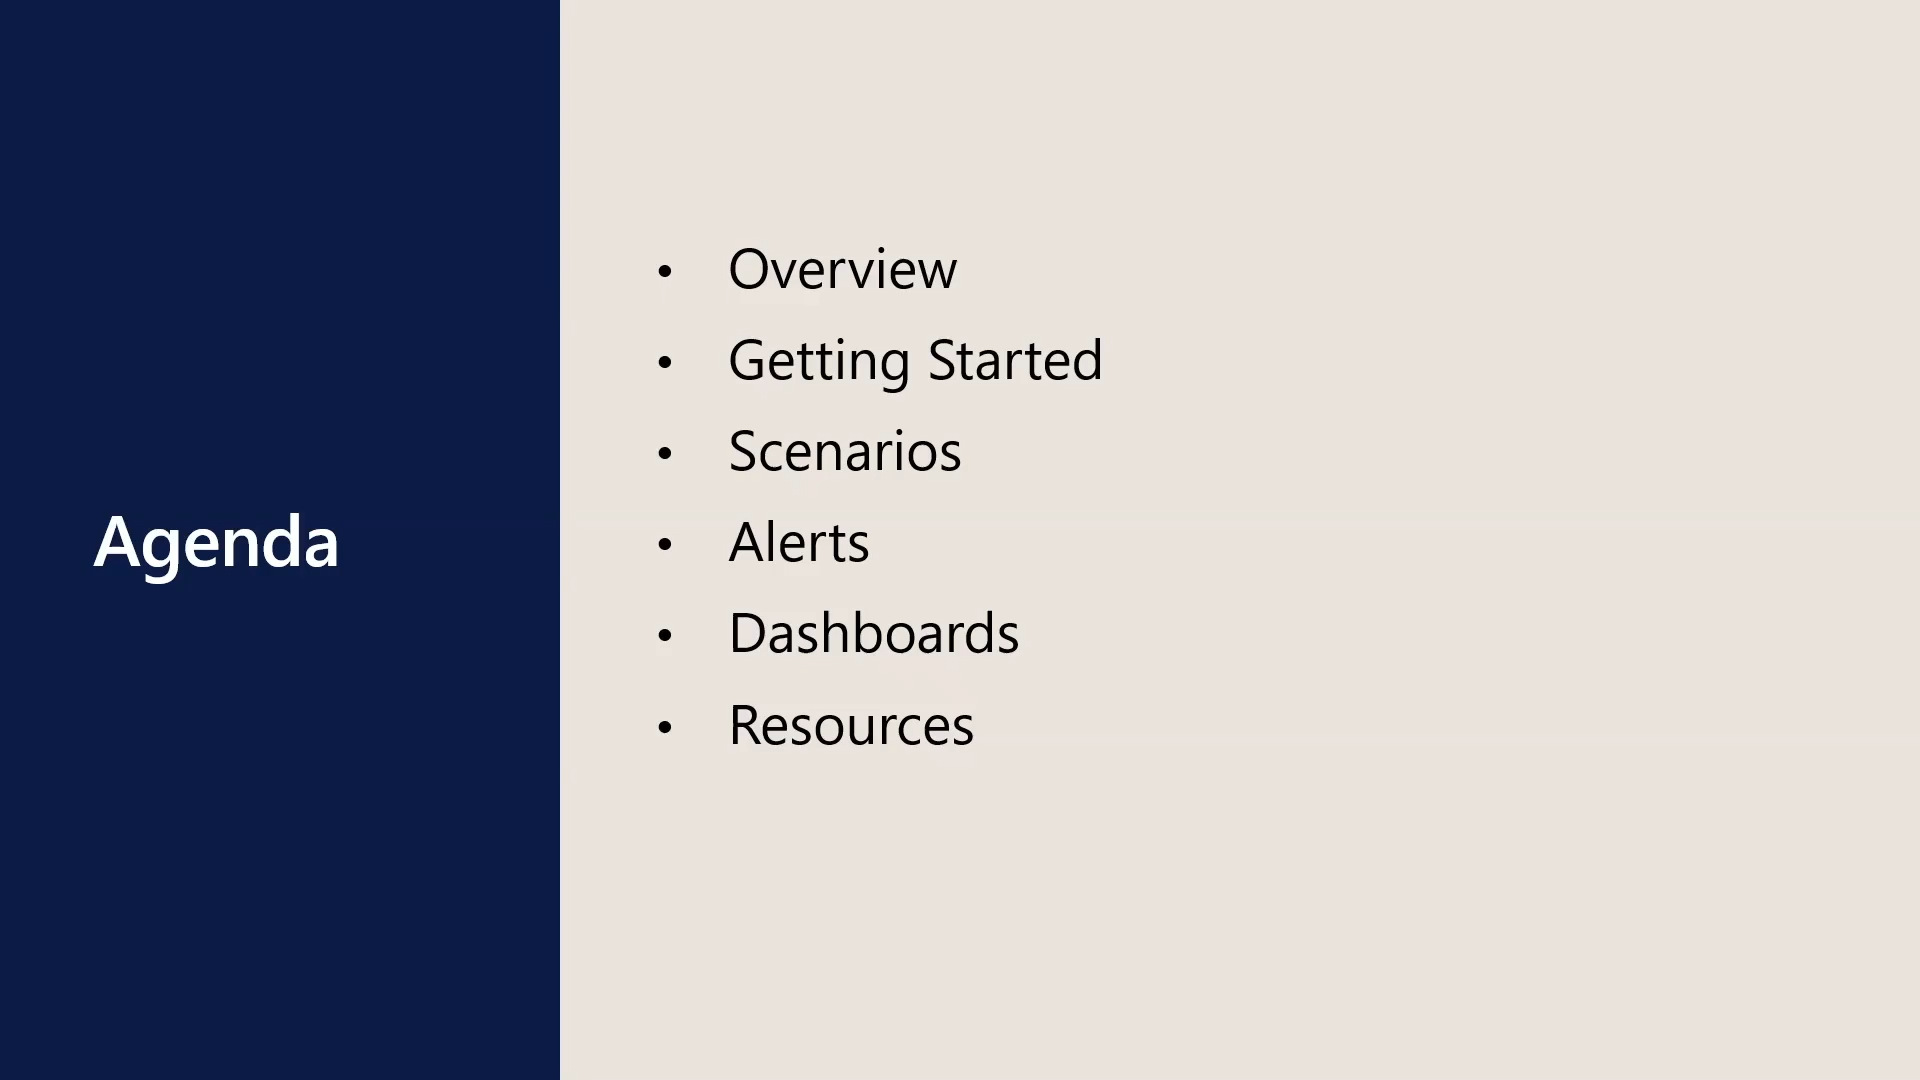 Agenda
• Overview
• Getting Started
• Scenarios
• Alerts
• Dashboards
• Resources